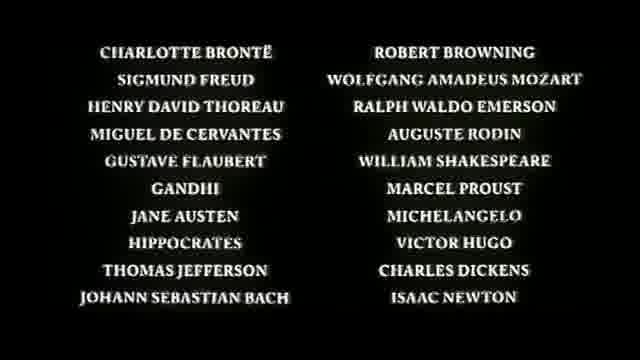 CHARLOTTE BRONTË
SIGMUND FREUD
HENRY DAVID THOREAU
MIGUEL DE CERVANTES
GUSTAVE FLAUBERT
GANDHI
JANE AUSTEN
HIPPOCRATES
THOMAS JEFFERSON
JOHANN SEBASTIAN BACH
ROBERT BROWNING
WOLFGANG AMADEUS MOZART
RALPH WALDO EMERSON
AUGUSTE RODIN
WILLIAM SHAKESPEARE
MARCEL PROUST
MICHELANGELO
VICTOR HUGO
CHARLES DICKENS
ISAAC NEWTON